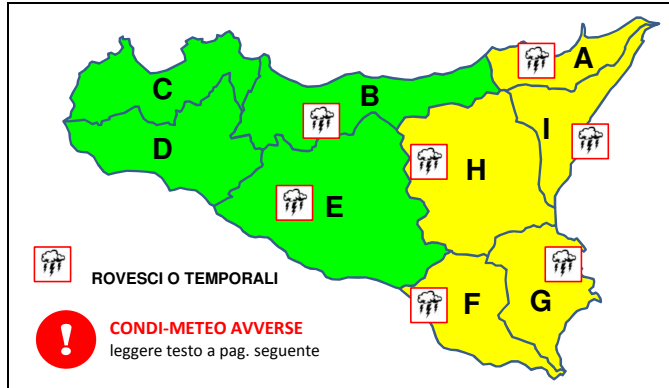 A
C
B
I
D
H
E
F
G
ROVESCI O TEMPORALI
!
CONDI-METEO AVVERSE
leggere testo a pag. seguente